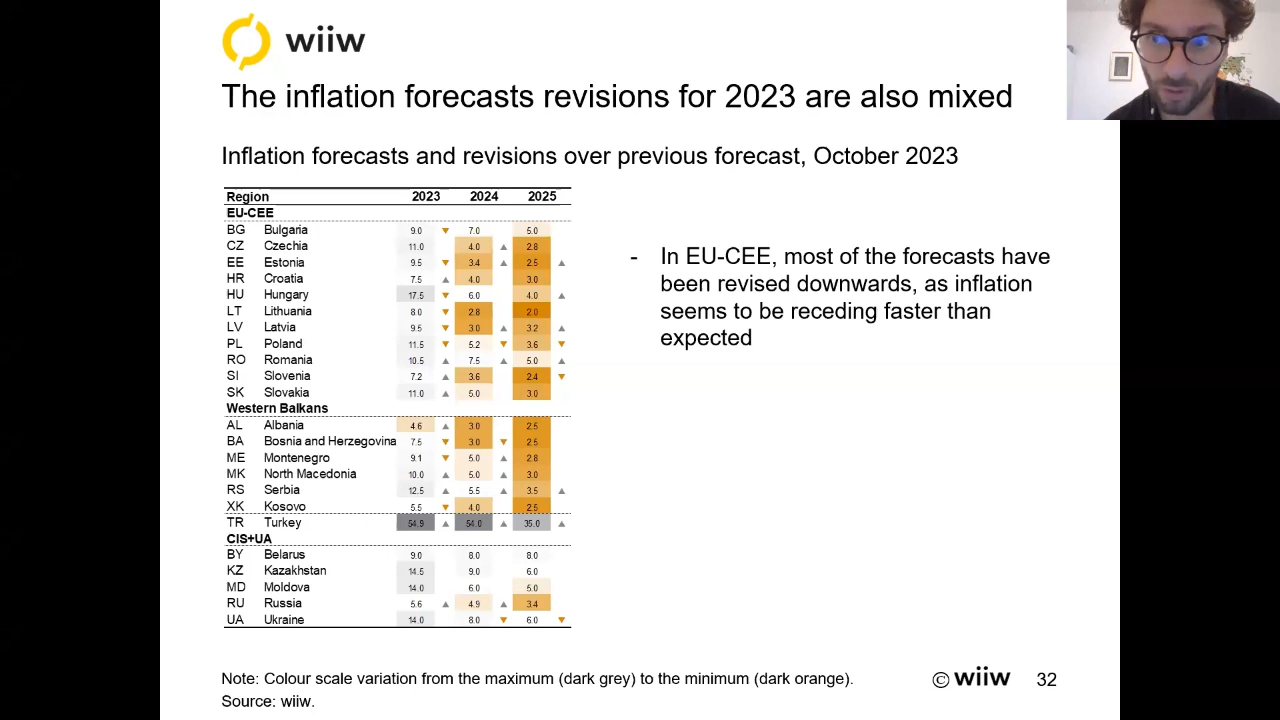 wiiw
The inflation forecasts revisions for 2023 are also mixed
Inflation forecasts and revisions over previous forecast, October 2023
Region 2023 2024 2025
EU-CEE
BG Bulgaria 9.0 ▼ 7.0 5.0
CZ Czechia 11.0 4.0 ▲ 2.8
EE Estonia 9.5 ▼ 3.4 ▲ 2.5 ▲
HR Croatia 7.5 ▲ 4.0 3.0
HU Hungary 17.5 ▼ 6.0 4.0 ▲
LT Lithuania 8.0 ▼ 2.8 2.0
LV Latvia 9.5 ▼ 3.0 ▲ 3.2 ▲
PL Poland 11.5 ▼ 5.2 ▼ 3.6 ▼
RO Romania 10.5 ▲ 7.5 ▲ 5.0 ▲
SI Slovenia 7.2 ▲ 3.6 2.4 ▼
SK Slovakia 11.0 ▲ 5.0 3.0
Western Balkans
AL Albania 4.6 ▲ 3.0 2.5
BA Bosnia and Herzegovina 7.5 ▼ 3.0 ▼ 2.5
ME Montenegro 9.1 ▼ 5.0 ▲ 2.8
MK North Macedonia 10.0 ▲ 5.0 ▲ 3.0
RS Serbia 12.5 ▲ 5.5 ▲ 3.5 ▲
XK Kosovo 5.5 ▼ 4.0 2.5
TR Turkey 54.9 ▲ 54.0 ▲ 35.0 ▲
CIS+UA
BY Belarus 9.0 8.0 8.0
KZ Kazakhstan 14.5 9.0 6.0
MD Moldova 14.0 6.0 5.0
RU Russia 5.6 ▲ 4.9 ▲ 3.4
UA Ukraine 14.0 8.0 ▼ 6.0 ▼
- In EU-CEE, most of the forecasts have
been revised downwards, as inflation
seems to be receding faster than
expected
Note: Colour scale variation from the maximum (dark grey) to the minimum (dark orange).
Source: wiiw.
© wiiw 32